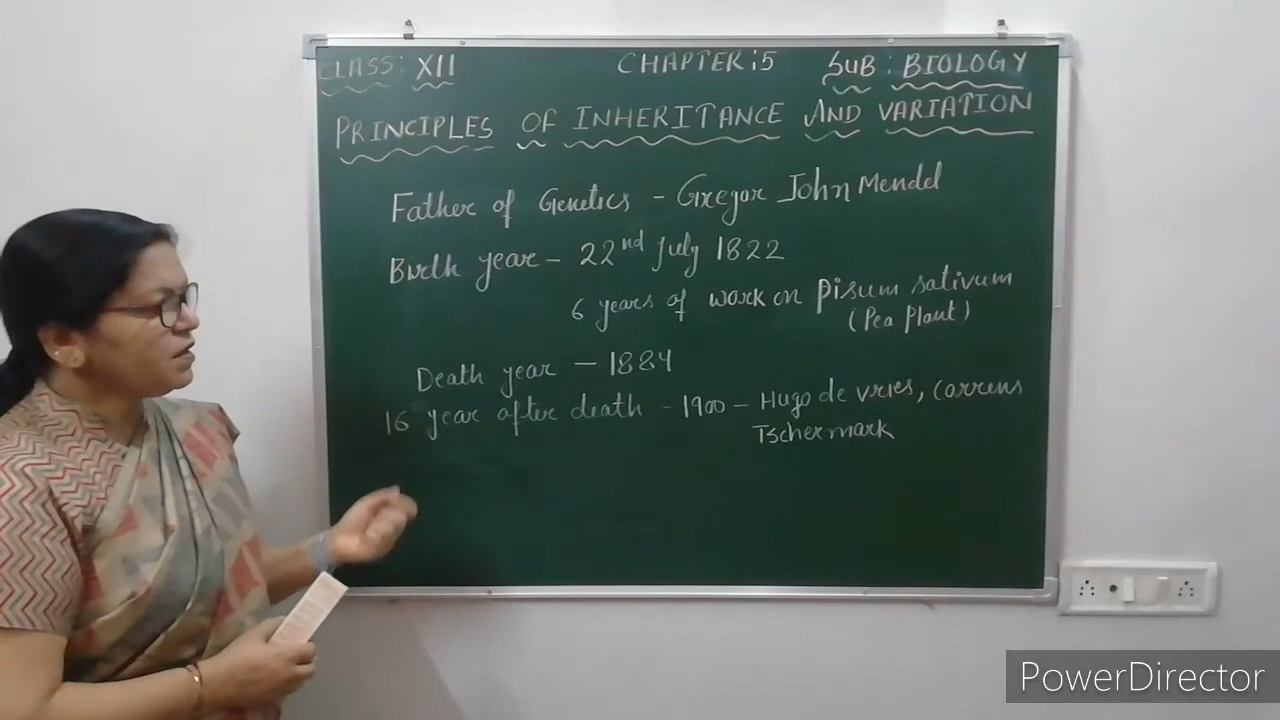 CLASS: XII CHAPTER:5 SUB: BIOLOGY
PRINCIPLES OF INHERITANCE AND VARIATION
Father of Genetics - Gregor John Mendel
Birth year - 22nd July 1822
6 years of work on Pisum sativum
(Pea Plant)
Death year - 1884
16 year after death - 1900 - Hugo de vries, Correns
Tschermark
PowerDirector